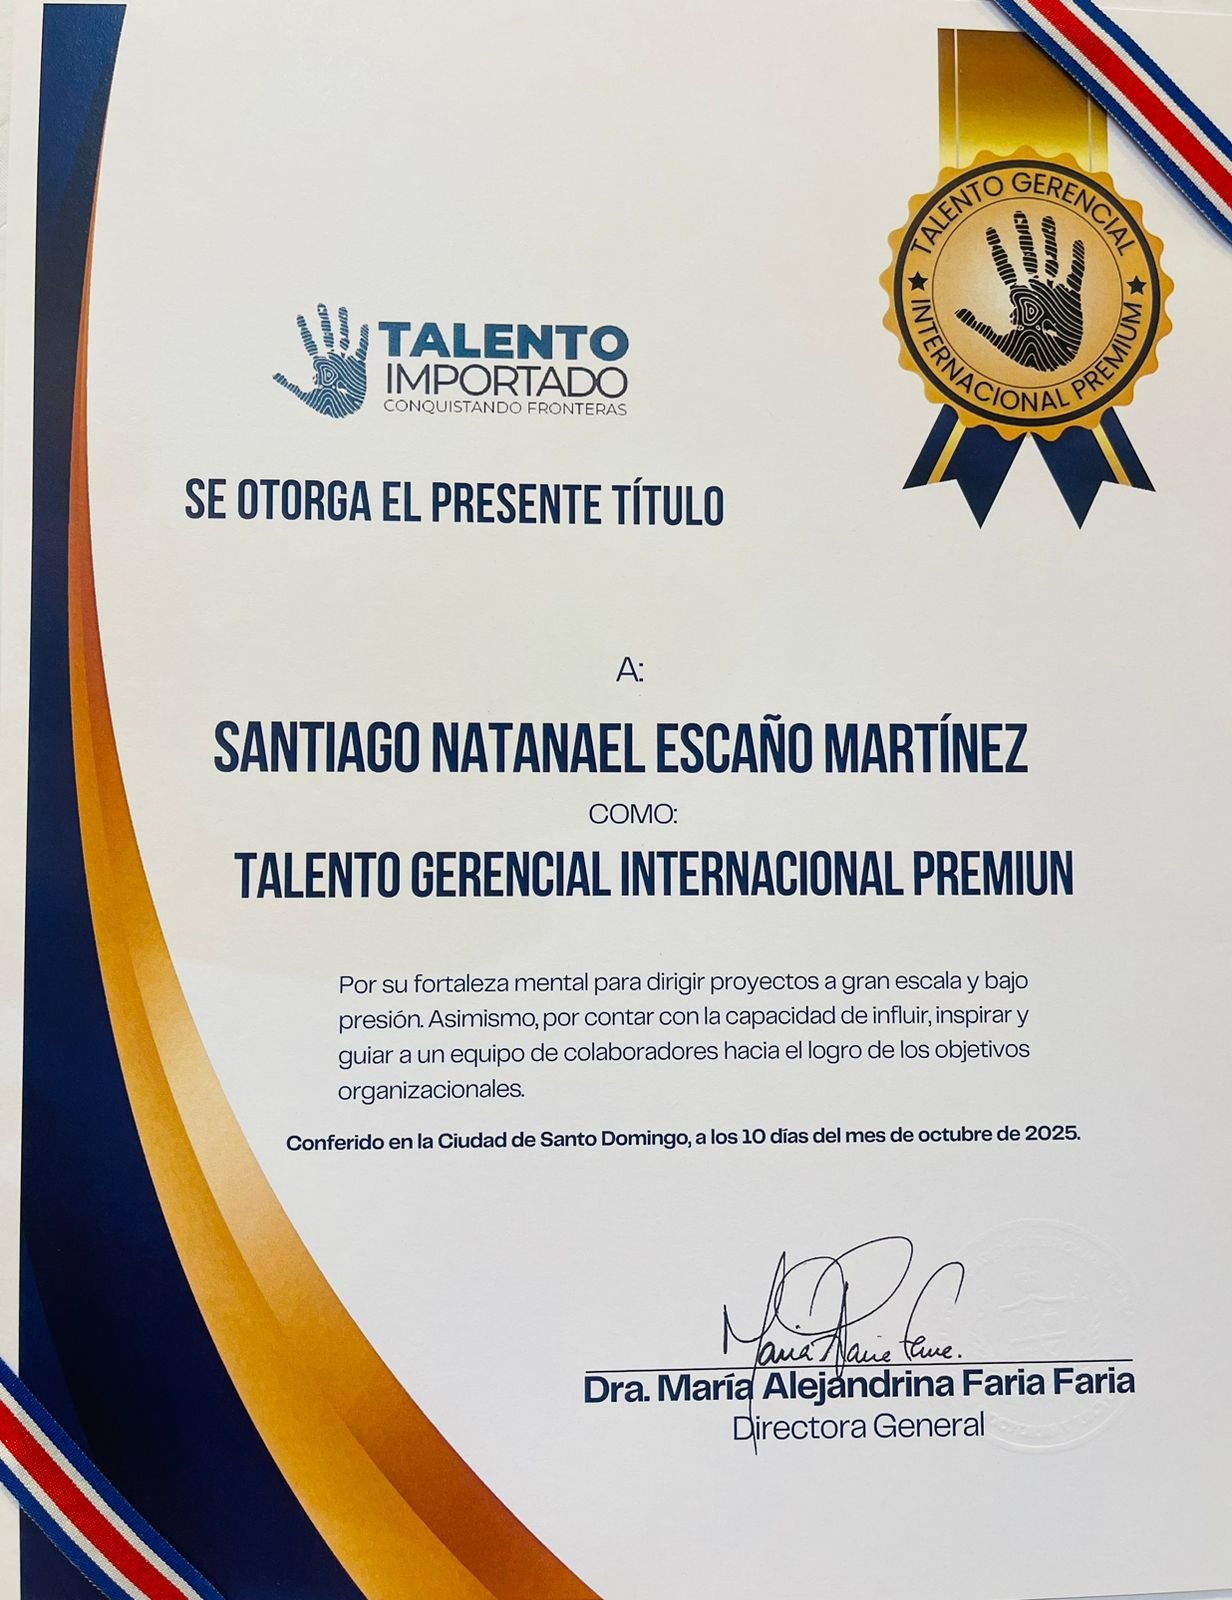 TALENTO GERENCIAL
INTERNACIONAL PREMIUM
TALENTO
IMPORTADO
CONQUISTANDO FRONTERAS
SE OTORGA EL PRESENTE TÍTULO
A:
SANTIAGO NATANAEL ESCAÑO MARTÍNEZ
COMO:
TALENTO GERENCIAL INTERNACIONAL PREMIUN
Por su fortaleza mental para dirigir proyectos a gran escala y bajo
presión. Asimismo, por contar con la capacidad de influir, inspirar y
guiar a un equipo de colaboradores hacia el logro de los objetivos
organizacionales.
Conferido en la Ciudad de Santo Domingo, a los 10 días del mes de octubre de 2025.
Dra. María Alejandrina Faria Faria
Directora General